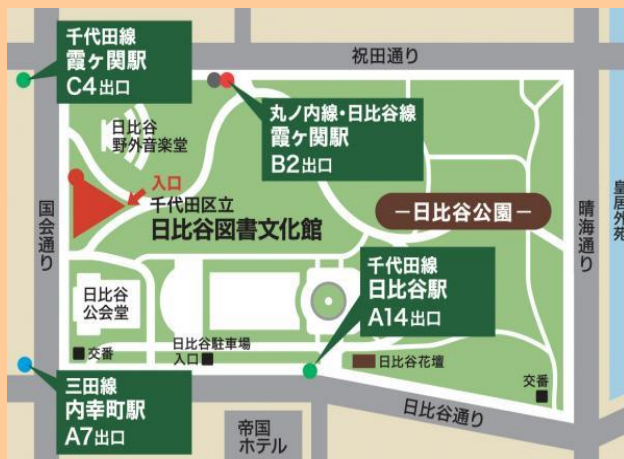 千代田線
霞ヶ関駅
C4出口
祝田通り
丸ノ内線・日比谷線
霞ヶ関駅
B2出口
日比谷
野外音楽堂
入口
千代田区立
日比谷図書文化館
国会通り
－日比谷公園－
晴海通り
皇居外苑
千代田線
日比谷駅
A14出口
日比谷
公会堂
交番
日比谷駐車場
入口
日比谷花壇
交番
三田線
内幸町駅
A7出口
帝国
ホテル
日比谷通り